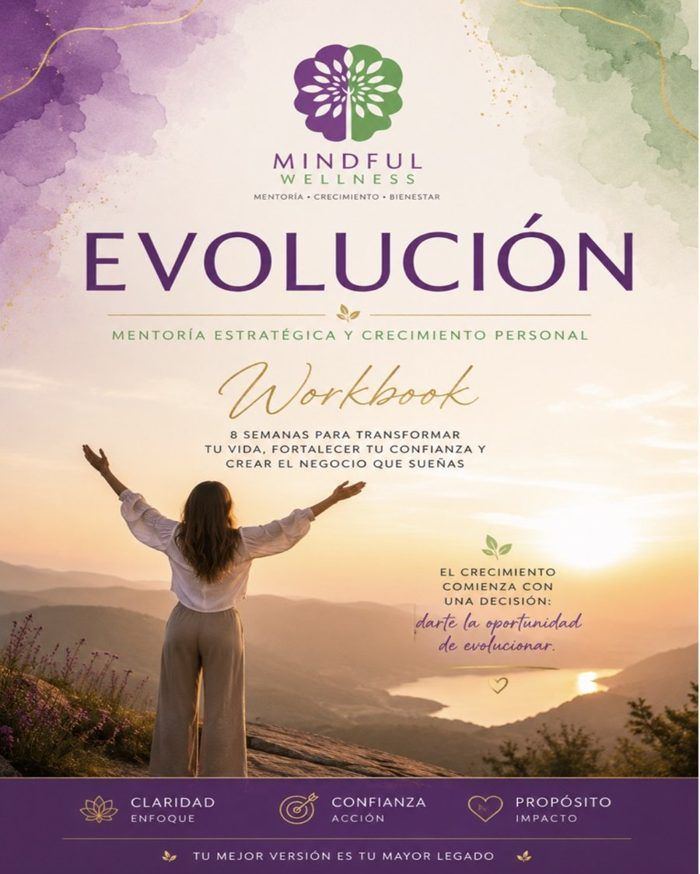 MINDFUL
WELLNESS
MENTORÍA • CRECIMIENTO • BIENESTAR
EVOLUCIÓN
MENTORÍA ESTRATÉGICA Y CRECIMIENTO PERSONAL
Workbook
8 SEMANAS PARA TRANSFORMAR
TU VIDA, FORTALECER TU CONFIANZA Y
CREAR EL NEGOCIO QUE SUEÑAS
EL CRECIMIENTO
COMIENZA CON
UNA DECISIÓN:
darte la oportunidad
de evolucionar.
CLARIDAD
ENFOQUE
CONFIANZA
ACCIÓN
PROPÓSITO
IMPACTO
TU MEJOR VERSIÓN ES TU MAYOR LEGADO